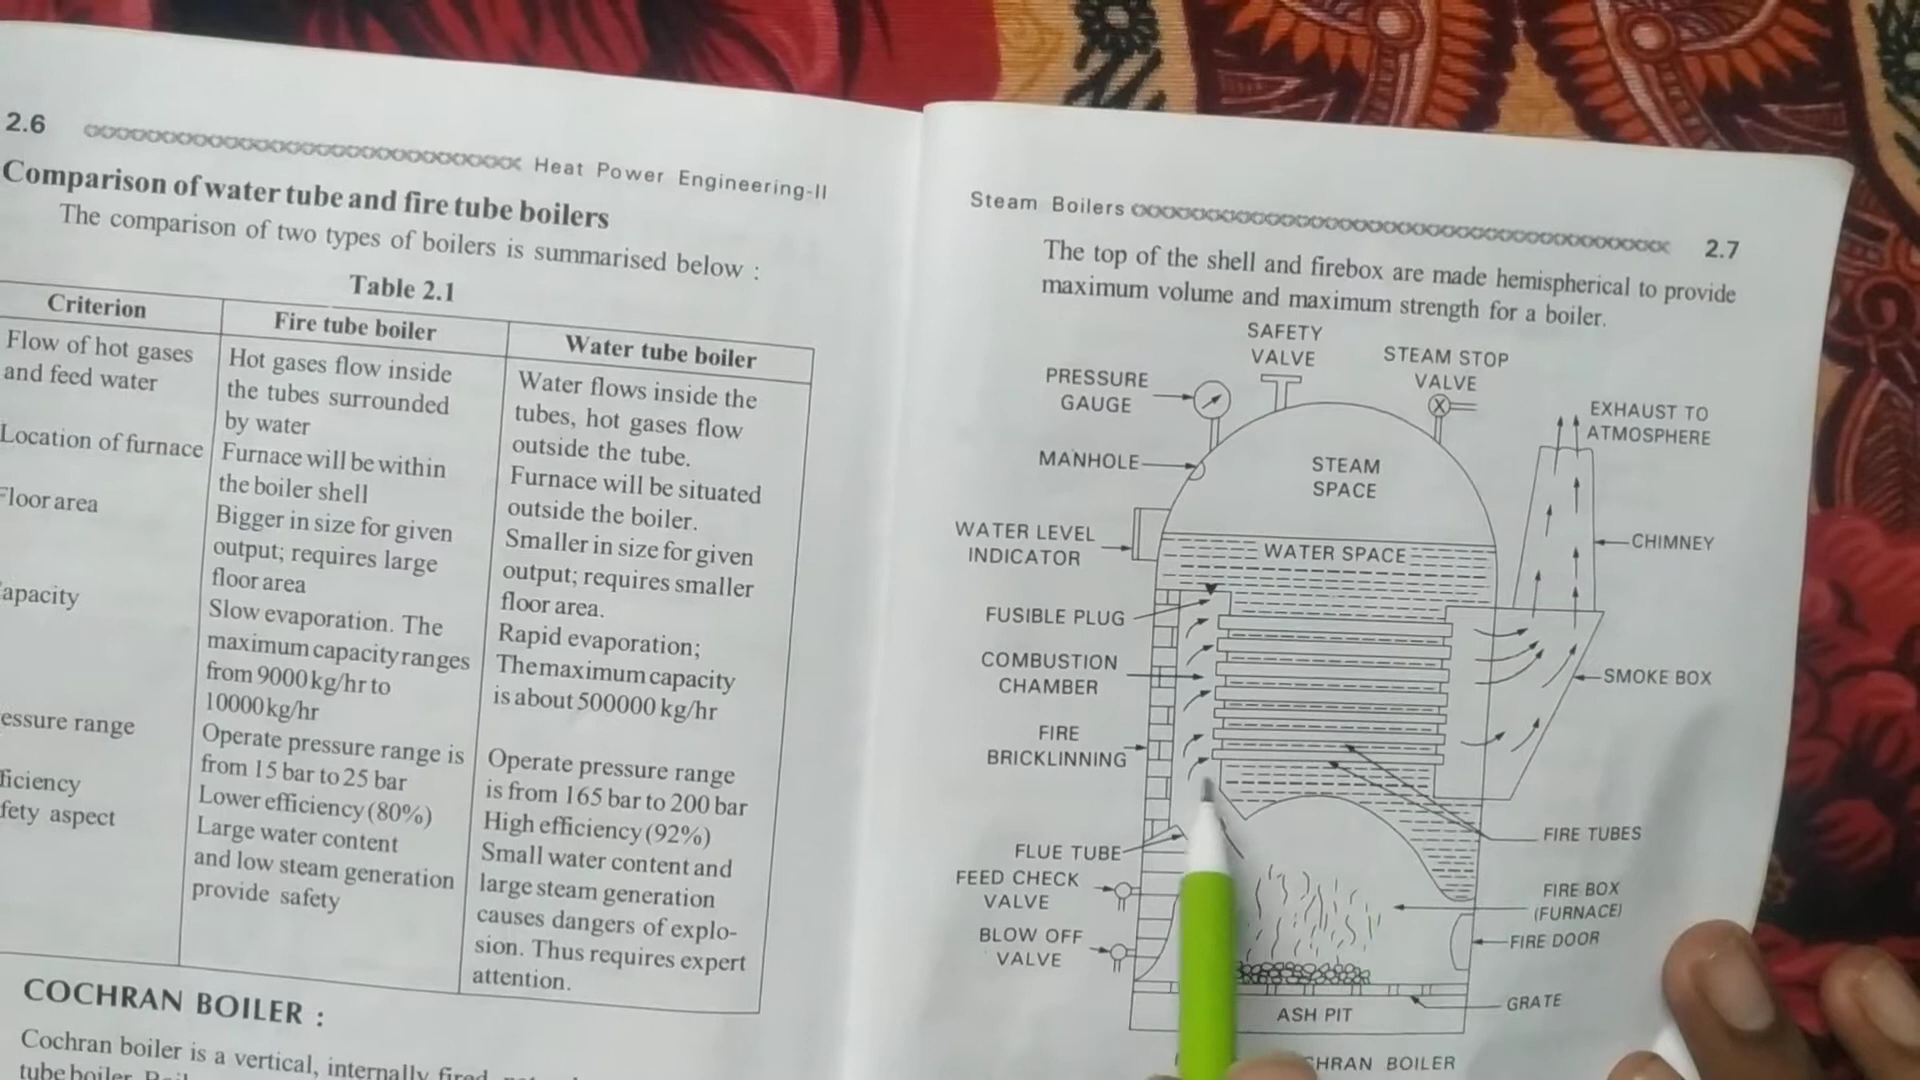 2.6
Heat Power Engineering-II
Comparison of water tube and fire tube boilers
The comparison of two types of boilers is summarised below :
Table 2.1
Criterion
Fire tube boiler
Water tube boiler
Flow of hot gases
and feed water
Hot gases flow inside
the tubes surrounded
by water
Water flows inside the
tubes, hot gases flow
outside the tube.
Location of furnace
Furnace will be within
the boiler shell
Furnace will be situated
outside the boiler.
Floor area
Bigger in size for given
output; requires large
floor area
Smaller in size for given
output; requires smaller
floor area.
apacity
Slow evaporation. The
maximum capacity ranges
from 9000 kg/hr to
10000 kg/hr
Rapid evaporation;
The maximum capacity
is about 500000 kg/hr
essure range
Operate pressure range is
from 15 bar to 25 bar
Operate pressure range
is from 165 bar to 200 bar
ficiency
Lower efficiency (80%)
High efficiency (92%)
fety aspect
Large water content
and low steam generation
provide safety
Small water content and
large steam generation
causes dangers of explo-
sion. Thus requires expert
attention.
COCHRAN BOILER :
Cochran boiler is a vertical, internally fired,
tube boiler.
Steam Boilers
2.7
The top of the shell and firebox are made hemispherical to provide
maximum volume and maximum strength for a boiler.
SAFETY
VALVE
STEAM STOP
VALVE
PRESSURE
GAUGE
EXHAUST TO
ATMOSPHERE
MANHOLE
STEAM
SPACE
WATER LEVEL
INDICATOR
WATER SPACE
CHIMNEY
FUSIBLE PLUG
COMBUSTION
CHAMBER
SMOKE BOX
FIRE
BRICKLINNING
FIRE TUBES
FLUE TUBE
FEED CHECK
VALVE
FIRE BOX
(FURNACE)
BLOW OFF
VALVE
FIRE DOOR
GRATE
ASH PIT
CHRAN BOILER